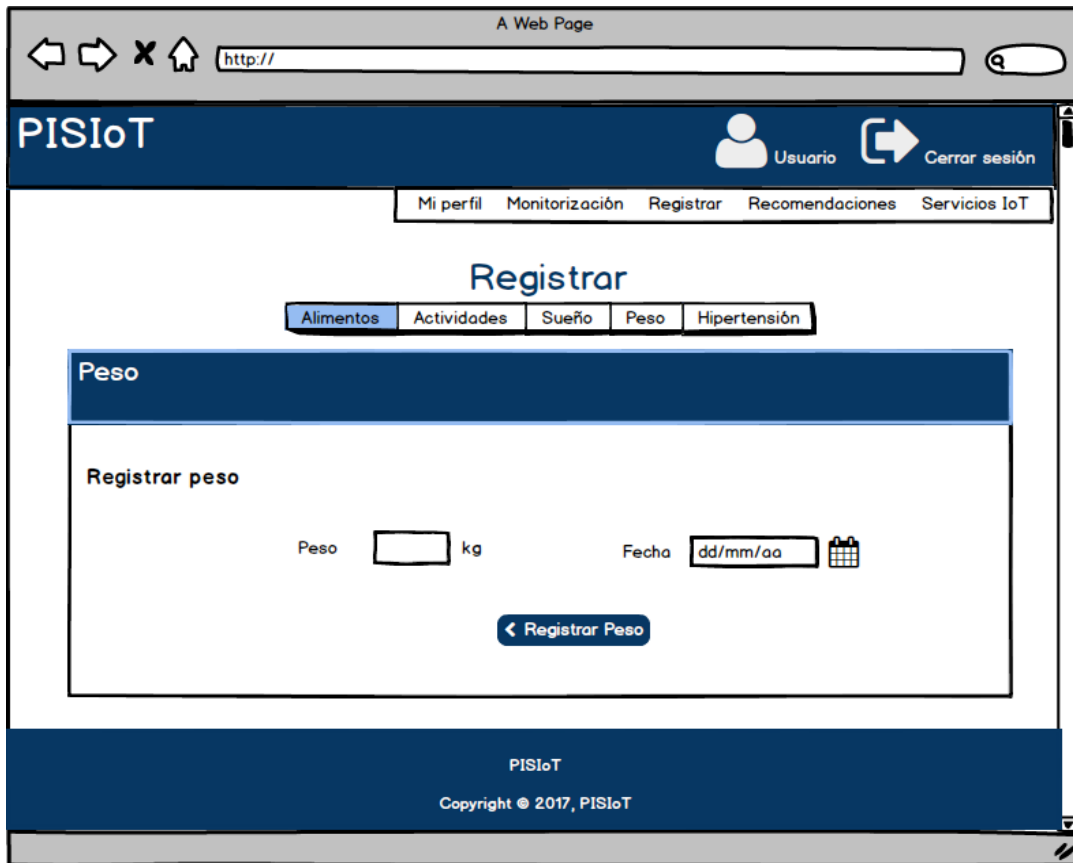 A Web Page
http://
PISIoT
Usuario
Cerrar sesión
Mi perfil Monitorización Registrar Recomendaciones Servicios IoT
Registrar
Alimentos Actividades Sueño Peso Hipertensión
Peso
Registrar peso
Peso kg Fecha dd/mm/aa
Registrar Peso
PISIoT
Copyright © 2017, PISIoT